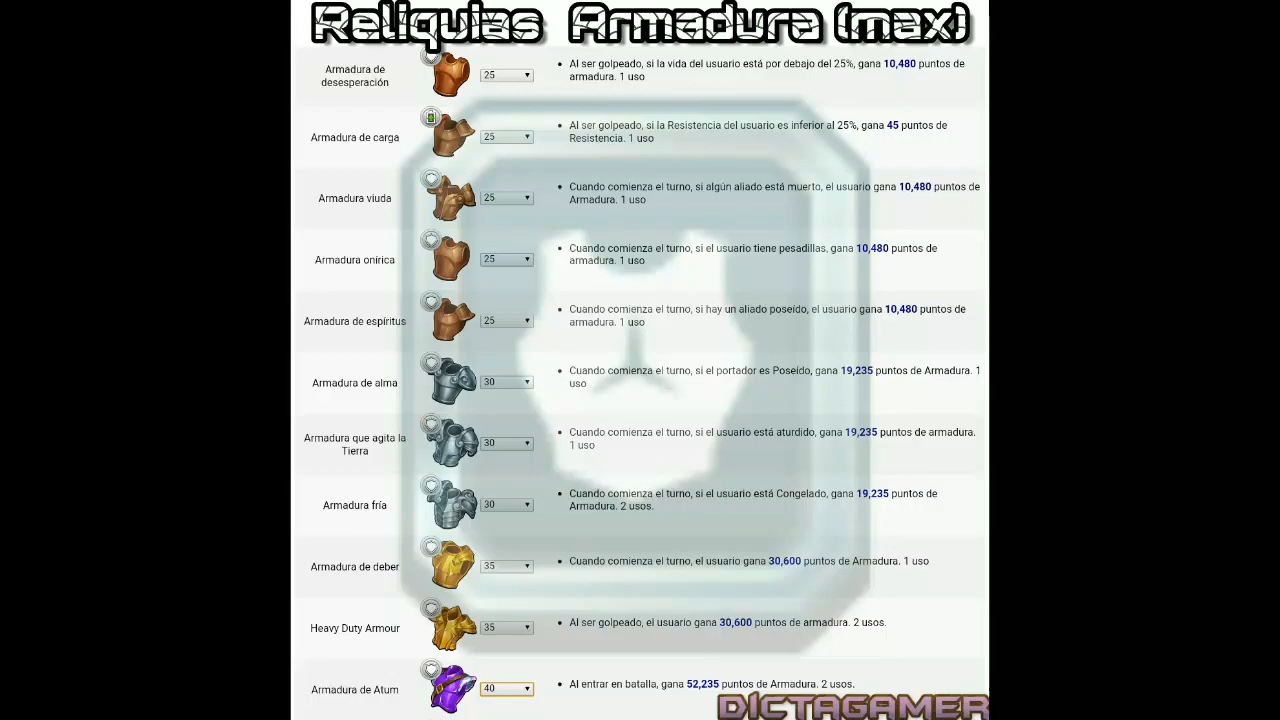 Reliquias Armadura (max)
Armadura de
desesperación
25
Al ser golpeado, si la vida del usuario está por debajo del 25%, gana 10,480 puntos de
armadura. 1 uso
Armadura de carga
25
Al ser golpeado, si la Resistencia del usuario es inferior al 25%, gana 45 puntos de
Resistencia. 1 uso
Armadura viuda
25
Cuando comienza el turno, si algún aliado está muerto, el usuario gana 10,480 puntos de
Armadura. 1 uso
Armadura onírica
25
Cuando comienza el turno, si el usuario tiene pesadillas, gana 10,480 puntos de
armadura. 1 uso
Armadura de espíritus
25
Cuando comienza el turno, si hay un aliado poseído, el usuario gana 10,480 puntos de
armadura. 1 uso
Armadura de alma
30
Cuando comienza el turno, si el portador es Poseído, gana 19,235 puntos de Armadura. 1
uso
Armadura que agita la
Tierra
30
Cuando comienza el turno, si el usuario está aturdido, gana 19,235 puntos de armadura.
1 uso
Armadura fría
30
Cuando comienza el turno, si el usuario está Congelado, gana 19,235 puntos de
Armadura. 2 usos.
Armadura de deber
35
Cuando comienza el turno, el usuario gana 30,600 puntos de Armadura. 1 uso
Heavy Duty Armour
35
Al ser golpeado, el usuario gana 30,600 puntos de armadura. 2 usos.
Armadura de Atum
40
Al entrar en batalla, gana 52,235 puntos de Armadura. 2 usos.
DICTAGAMER